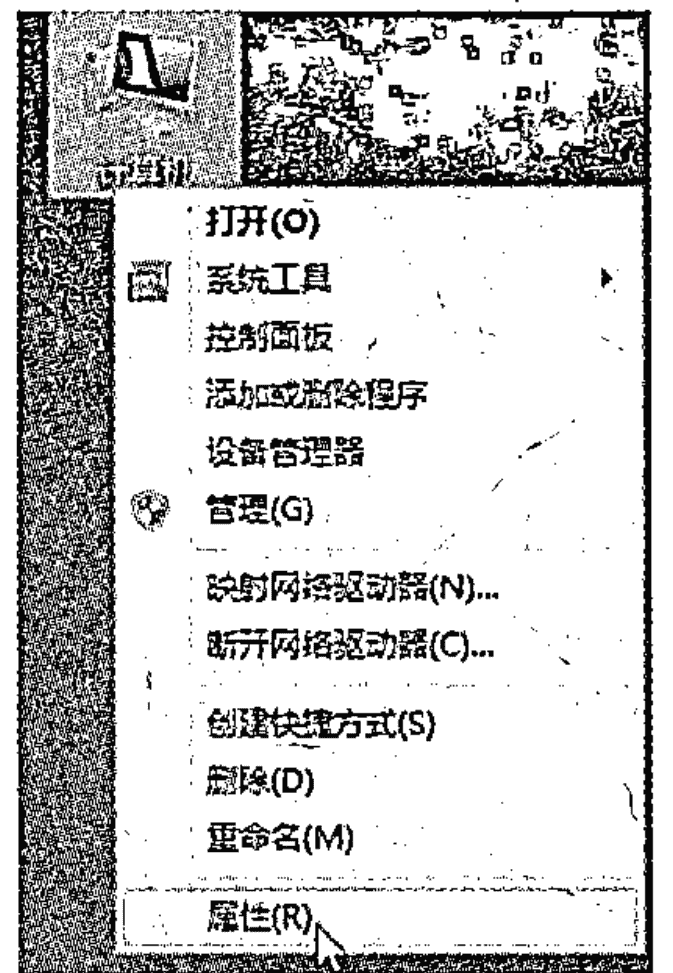 计算机
打开(O)
系统工具
控制面板
添加或删除程序
设备管理器
管理(G)
映射网络驱动器(N)...
断开网络驱动器(C)...
创建快捷方式(S)
删除(D)
重命名(M)
属性(R)